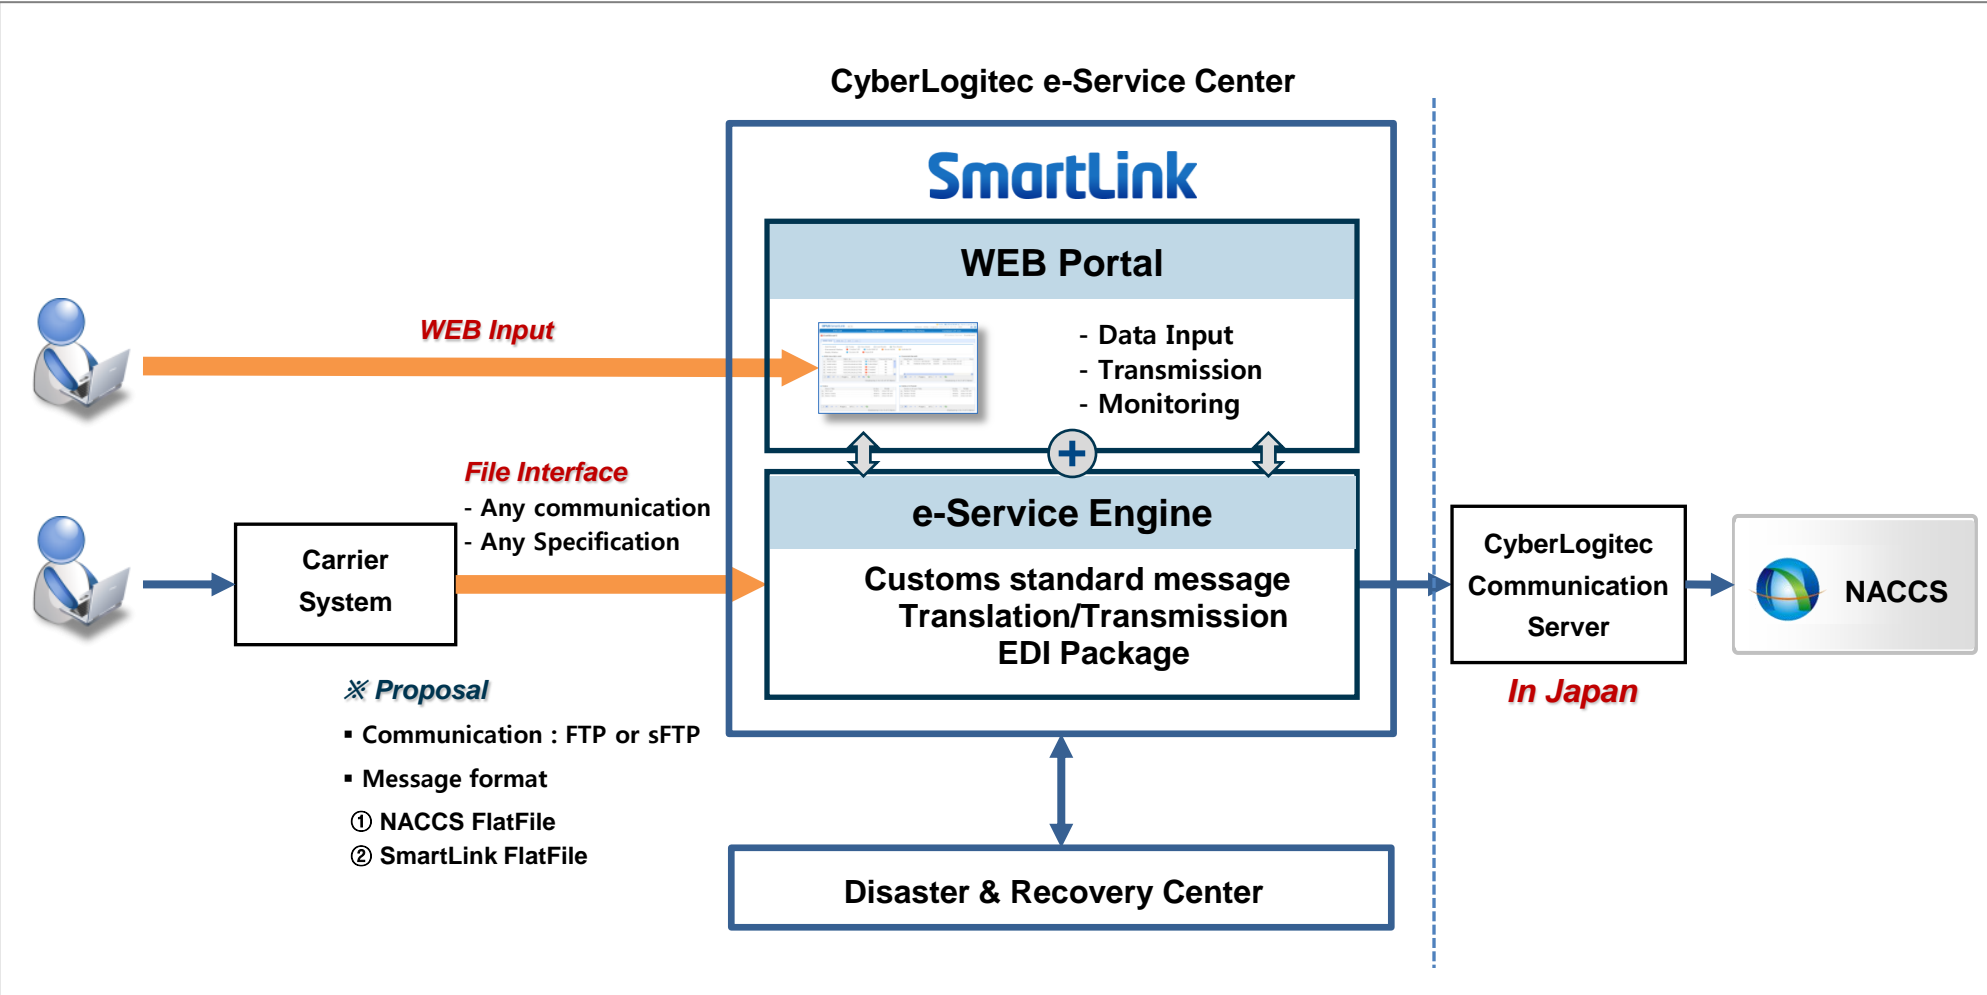 CyberLogitec e-Service Center
SmartLink
WEB Portal
WEB Input
- Data Input
- Transmission
- Monitoring
File Interface
- Any communication
- Any Specification
e-Service Engine
Customs standard message
Translation/Transmission
EDI Package
Carrier
System
CyberLogitec
Communication
Server
NACCS
In Japan
※ Proposal
▪ Communication : FTP or sFTP
▪ Message format
① NACCS FlatFile
② SmartLink FlatFile
Disaster & Recovery Center